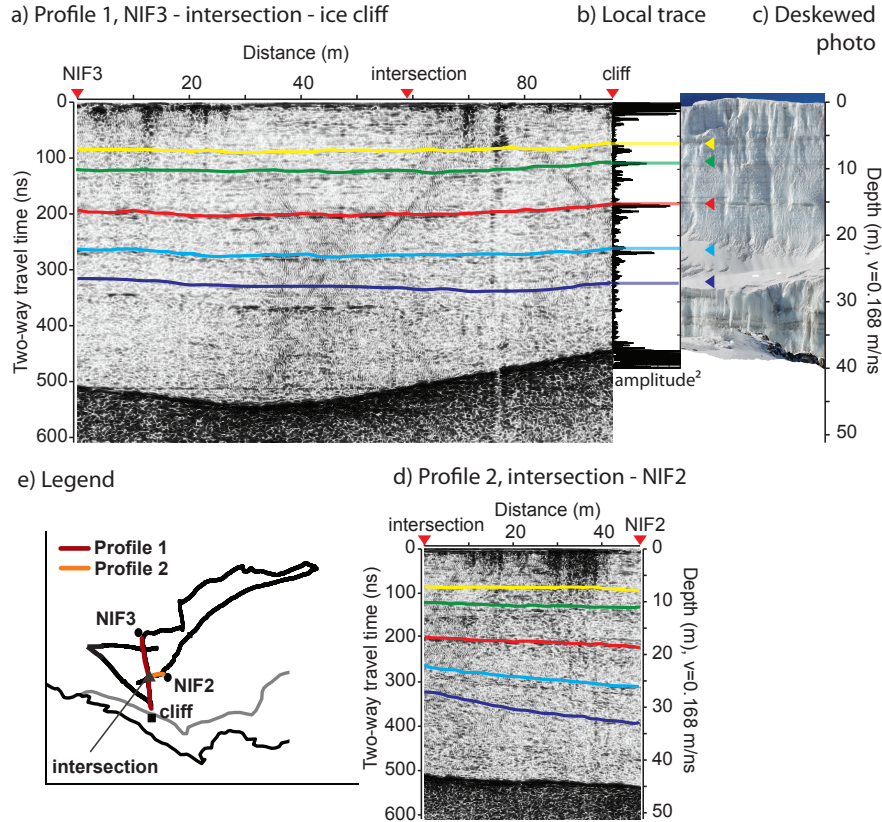 a) Profile 1, NIF3 - intersection - ice cliff
b) Local trace
c) Deskewed
photo
Distance (m)
NIF3
20
intersection
80
cliff
0
100
200
300
400
500
600
Two-way travel time (ns)
amplitude²
0
10
20
30
40
50
Depth (m), v=0.168 m/ns
e) Legend
Profile 1
Profile 2
NIF3
NIF2
cliff
intersection
d) Profile 2, intersection - NIF2
Distance (m)
intersection
20
40
NIF2
0
100
200
300
400
500
600
Two-way travel time (ns)
0
10
20
30
40
50
Depth (m), v=0.168 m/ns